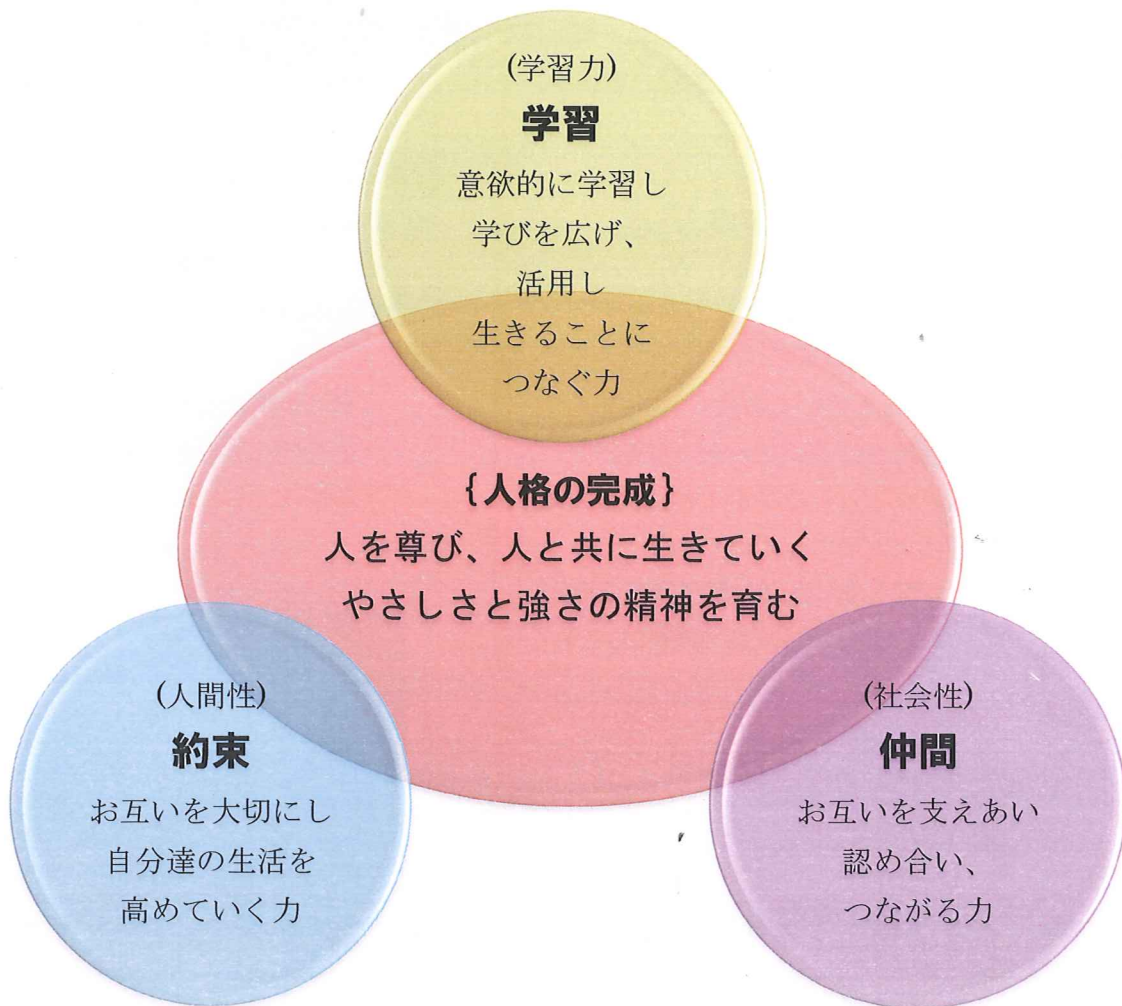 (学習力)
学習
意欲的に学習し
学びを広げ、
活用し
生きることに
つなぐ力
{人格の完成}
人を尊び、人と共に生きていく
やさしさと強さの精神を育む
(人間性)
約束
お互いを大切にし
自分達の生活を
高めていく力
(社会性)
仲間
お互いを支えあい
認め合い、
つながる力